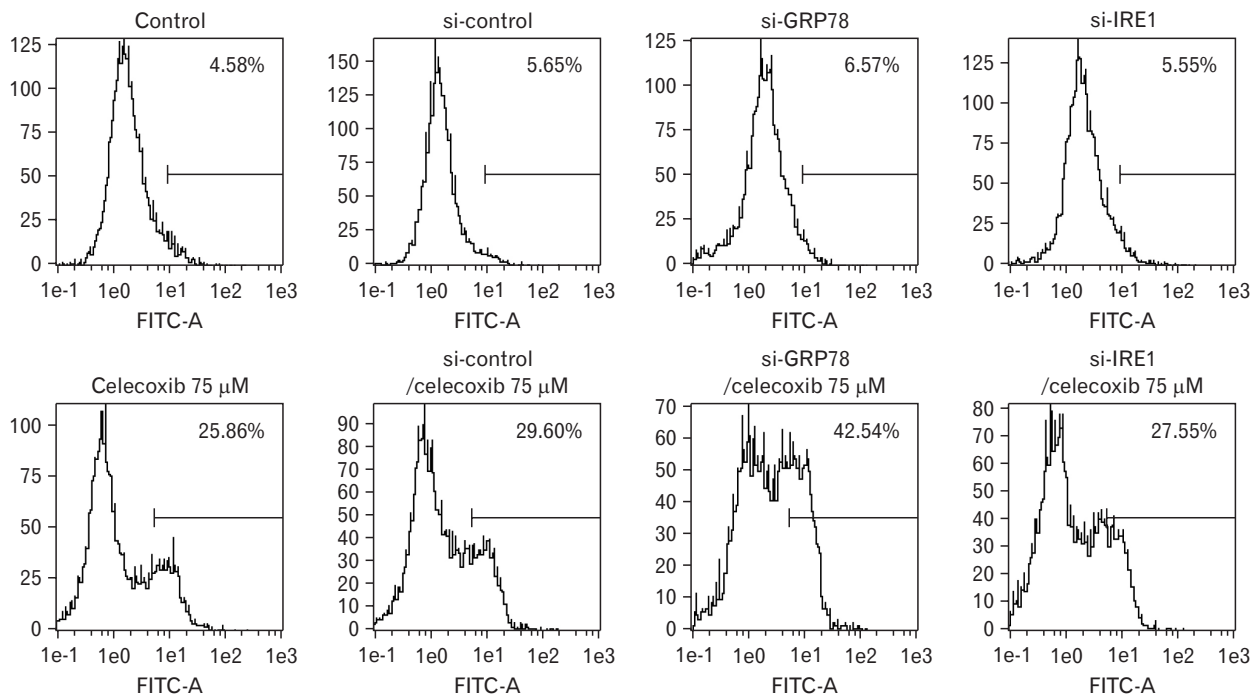 Control
4.58%
125
100
75
50
25
0
1e-1 1e0 1e1 1e2 1e3
FITC-A
si-control
5.65%
150
125
100
75
50
25
0
1e-1 1e0 1e1 1e2 1e3
FITC-A
si-GRP78
6.57%
125
100
75
50
25
0
1e-1 1e0 1e1 1e2 1e3
FITC-A
si-IRE1
5.55%
125
100
75
50
25
0
1e-1 1e0 1e1 1e2 1e3
FITC-A
Celecoxib 75 μM
25.86%
100
75
50
25
0
1e-1 1e0 1e1 1e2 1e3
FITC-A
si-control
/celecoxib 75 μM
29.60%
90
80
70
60
50
40
30
20
10
0
1e-1 1e0 1e1 1e2 1e3
FITC-A
si-GRP78
/celecoxib 75 μM
42.54%
70
60
50
40
30
20
10
0
1e-1 1e0 1e1 1e2 1e3
FITC-A
si-IRE1
/celecoxib 75 μM
27.55%
80
70
60
50
40
30
20
10
0
1e-1 1e0 1e1 1e2 1e3
FITC-A